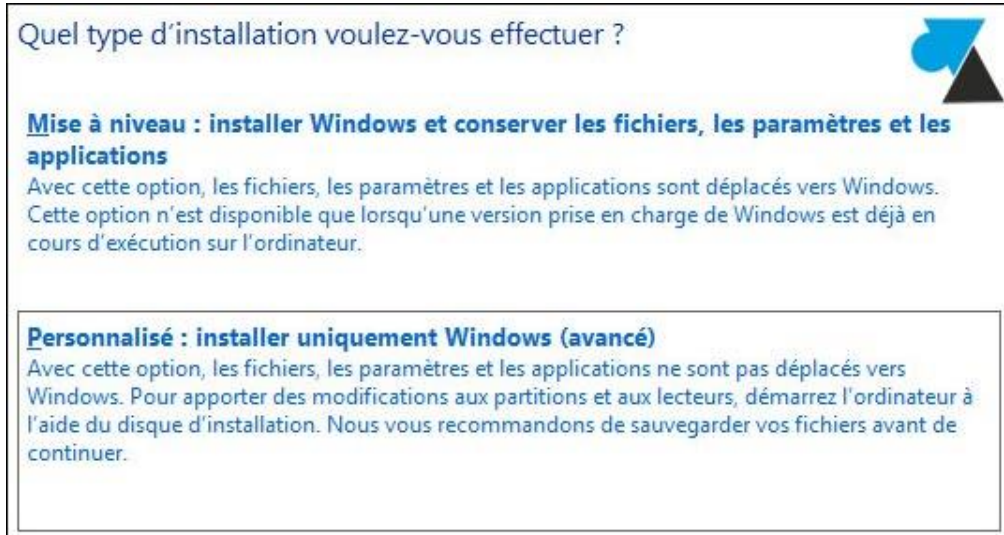 Quel type d'installation voulez-vous effectuer ?
Mise à niveau : installer Windows et conserver les fichiers, les paramètres et les
applications
Avec cette option, les fichiers, les paramètres et les applications sont déplacés vers Windows.
Cette option n'est disponible que lorsqu'une version prise en charge de Windows est déjà en
cours d'exécution sur l'ordinateur.
Personnalisé : installer uniquement Windows (avancé)
Avec cette option, les fichiers, les paramètres et les applications ne sont pas déplacés vers
Windows. Pour apporter des modifications aux partitions et aux lecteurs, démarrez l'ordinateur à
l'aide du disque d'installation. Nous vous recommandons de sauvegarder vos fichiers avant de
continuer.